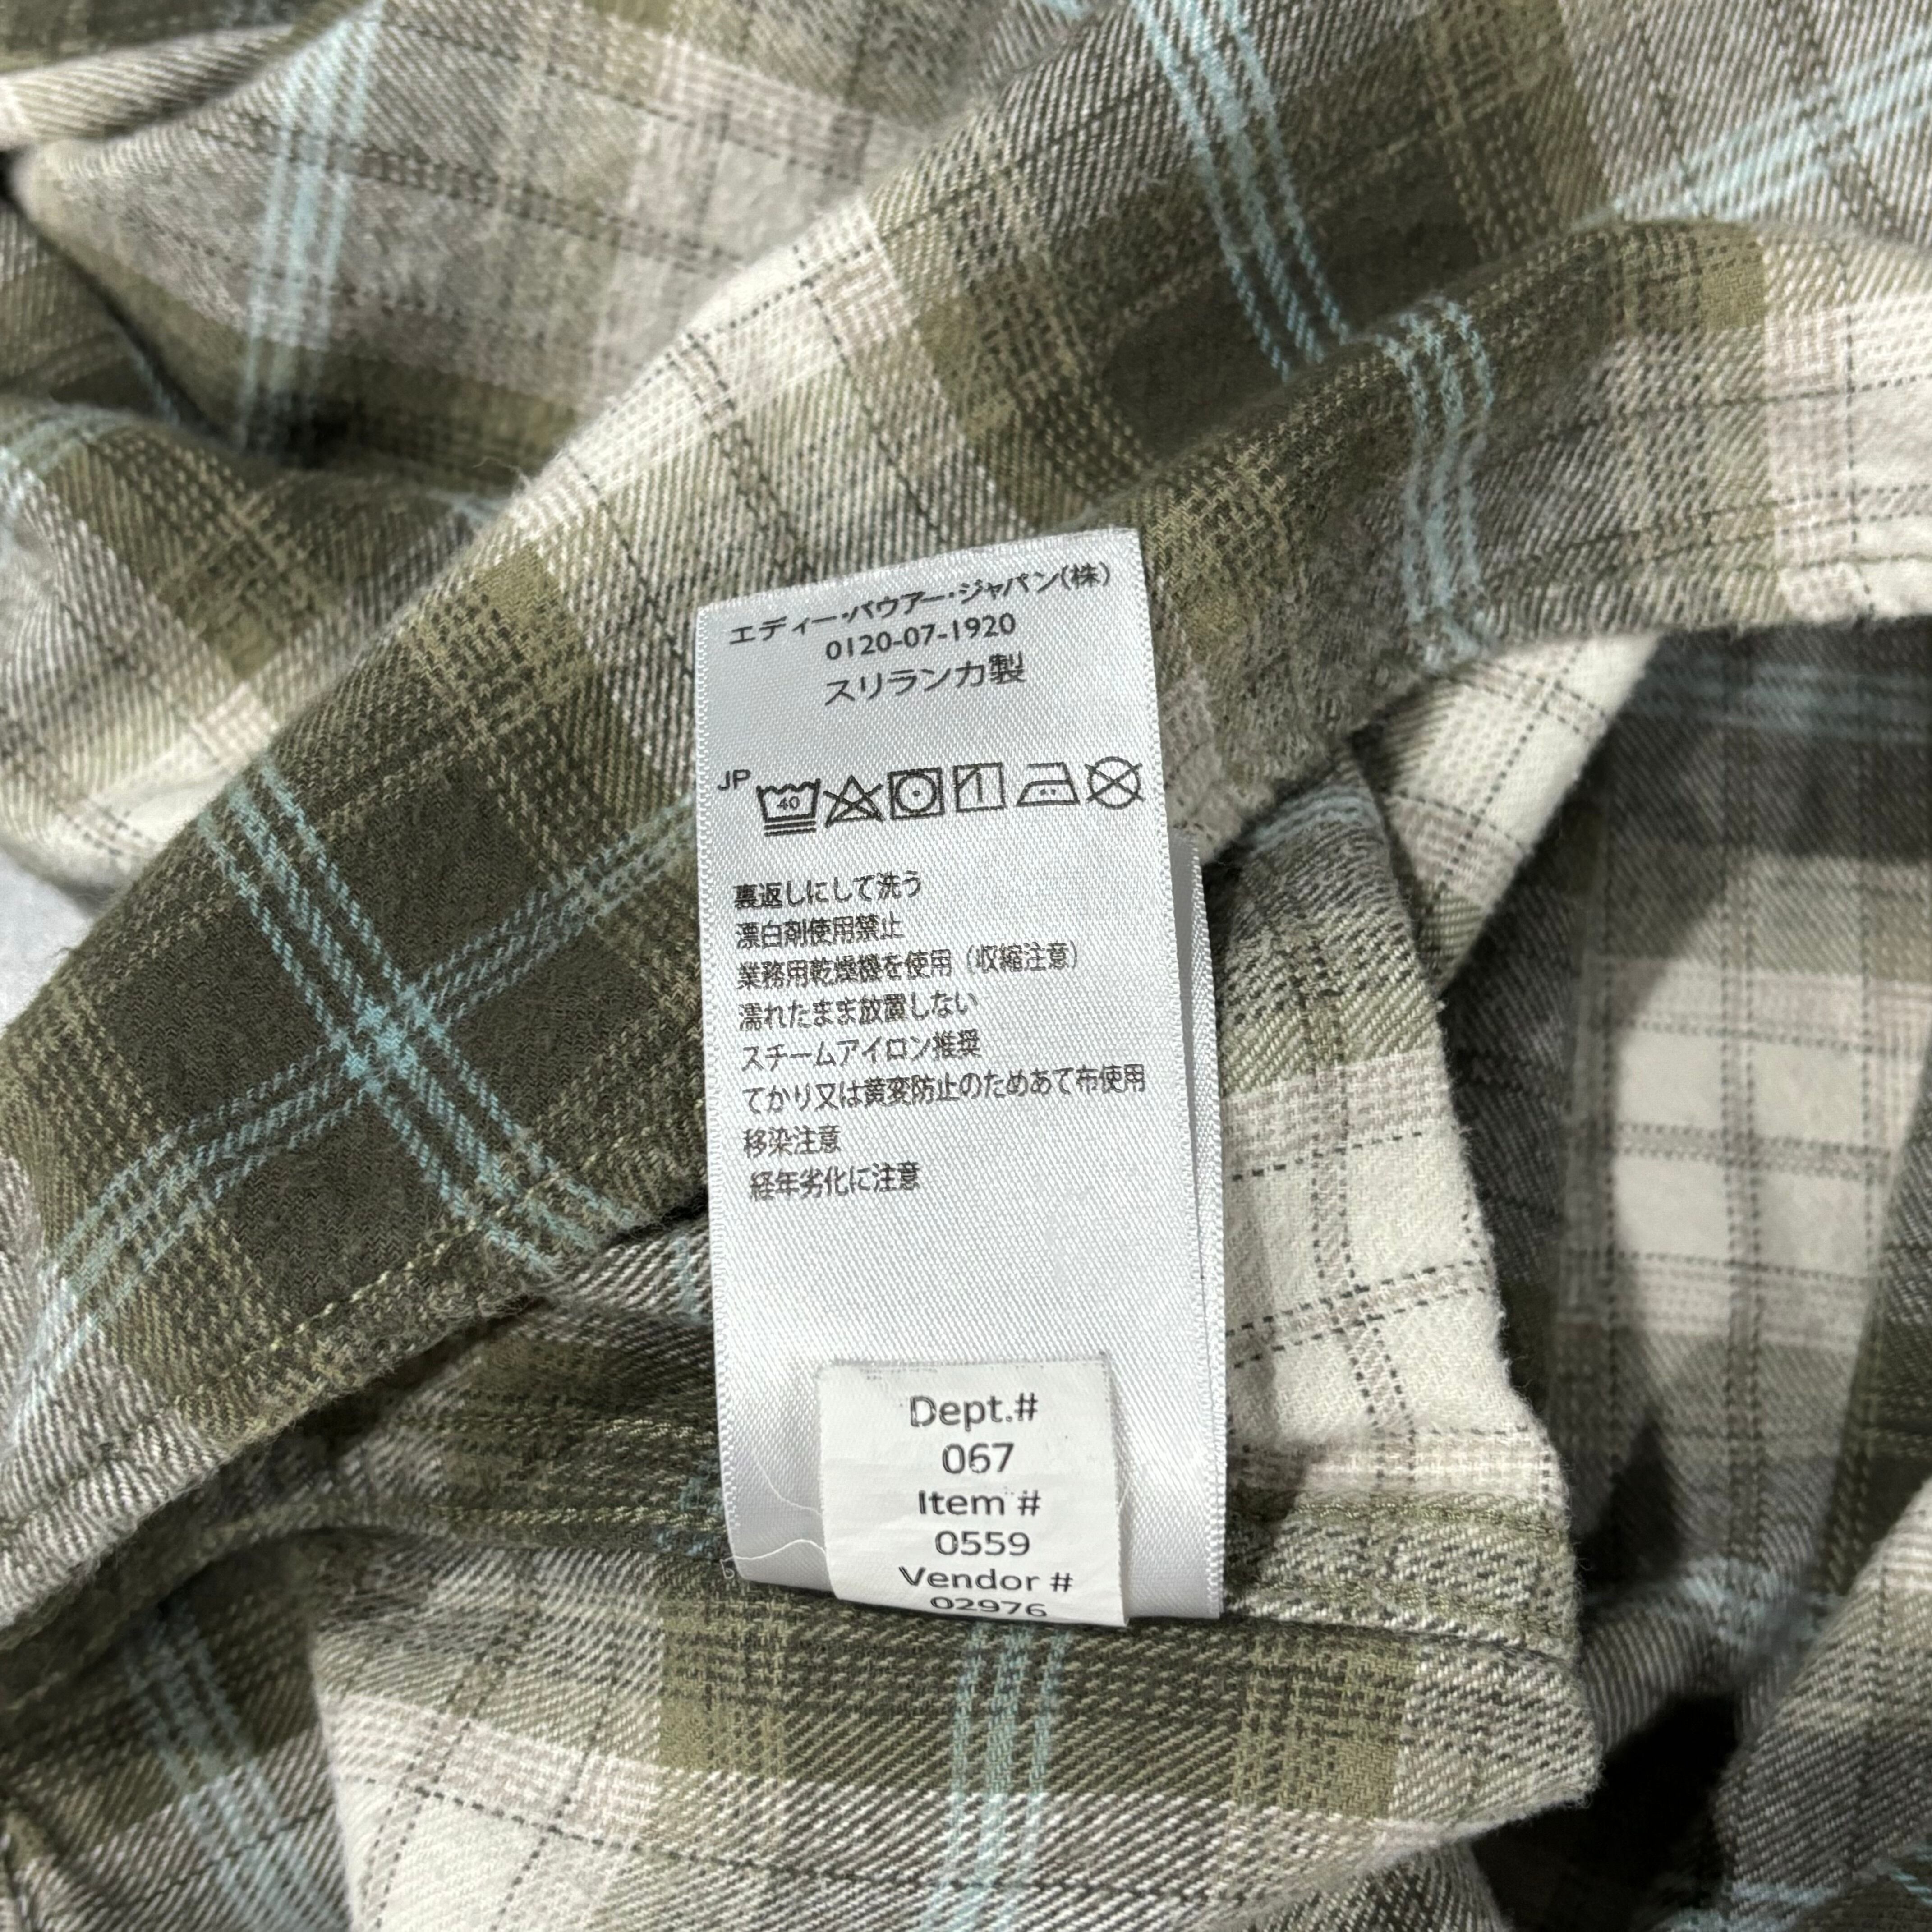 エディー・バウアー・ジャパン(株)
0120-07-1920
スリランカ製
JP
40
裏返しにして洗う
漂白剤使用禁止
業務用乾燥機を使用（収縮注意）
濡れたまま放置しない
スチームアイロン推奨
てかり又は黄変防止のためあて布使用
移染注意
経年劣化に注意
Dept.#
067
Item #
0559
Vendor #
02976